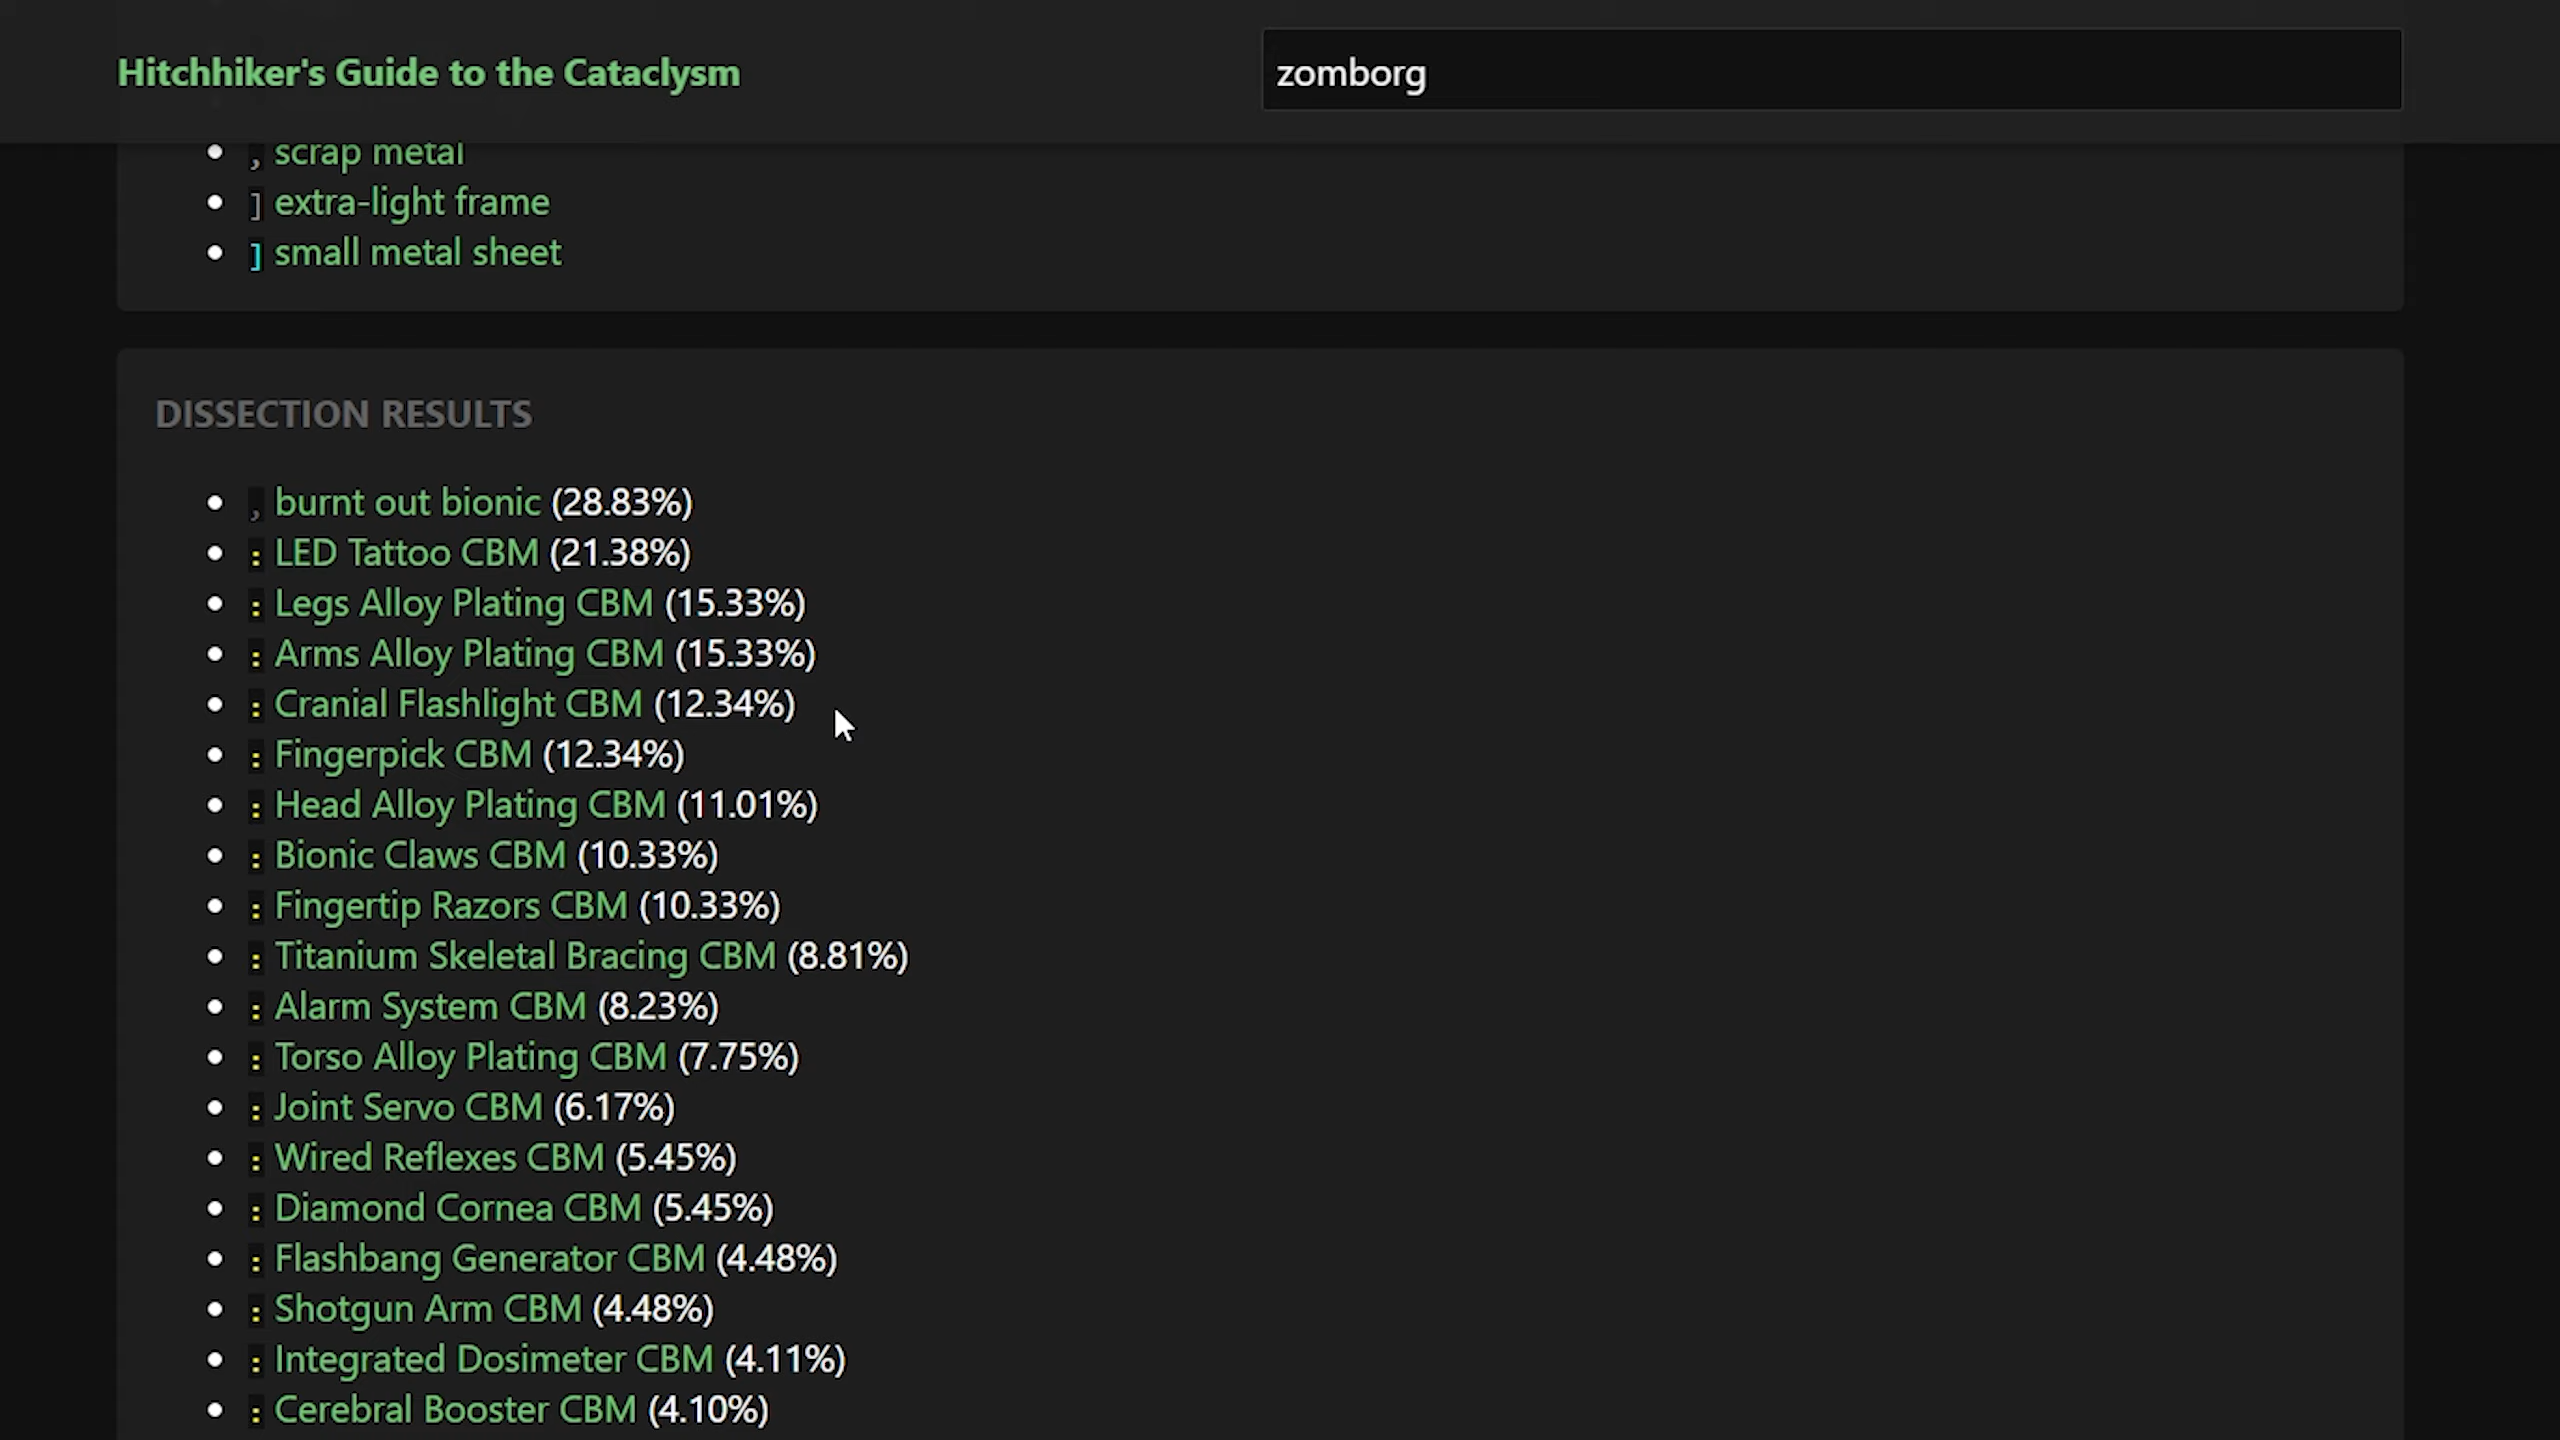 Hitchhiker's Guide to the Cataclysm
zomborg
, scrap metal
] extra-light frame
] small metal sheet
DISSECTION RESULTS
, burnt out bionic (28.83%)
: LED Tattoo CBM (21.38%)
: Legs Alloy Plating CBM (15.33%)
: Arms Alloy Plating CBM (15.33%)
: Cranial Flashlight CBM (12.34%)
: Fingerpick CBM (12.34%)
: Head Alloy Plating CBM (11.01%)
: Bionic Claws CBM (10.33%)
: Fingertip Razors CBM (10.33%)
: Titanium Skeletal Bracing CBM (8.81%)
: Alarm System CBM (8.23%)
: Torso Alloy Plating CBM (7.75%)
: Joint Servo CBM (6.17%)
: Wired Reflexes CBM (5.45%)
: Diamond Cornea CBM (5.45%)
: Flashbang Generator CBM (4.48%)
: Shotgun Arm CBM (4.48%)
: Integrated Dosimeter CBM (4.11%)
: Cerebral Booster CBM (4.10%)